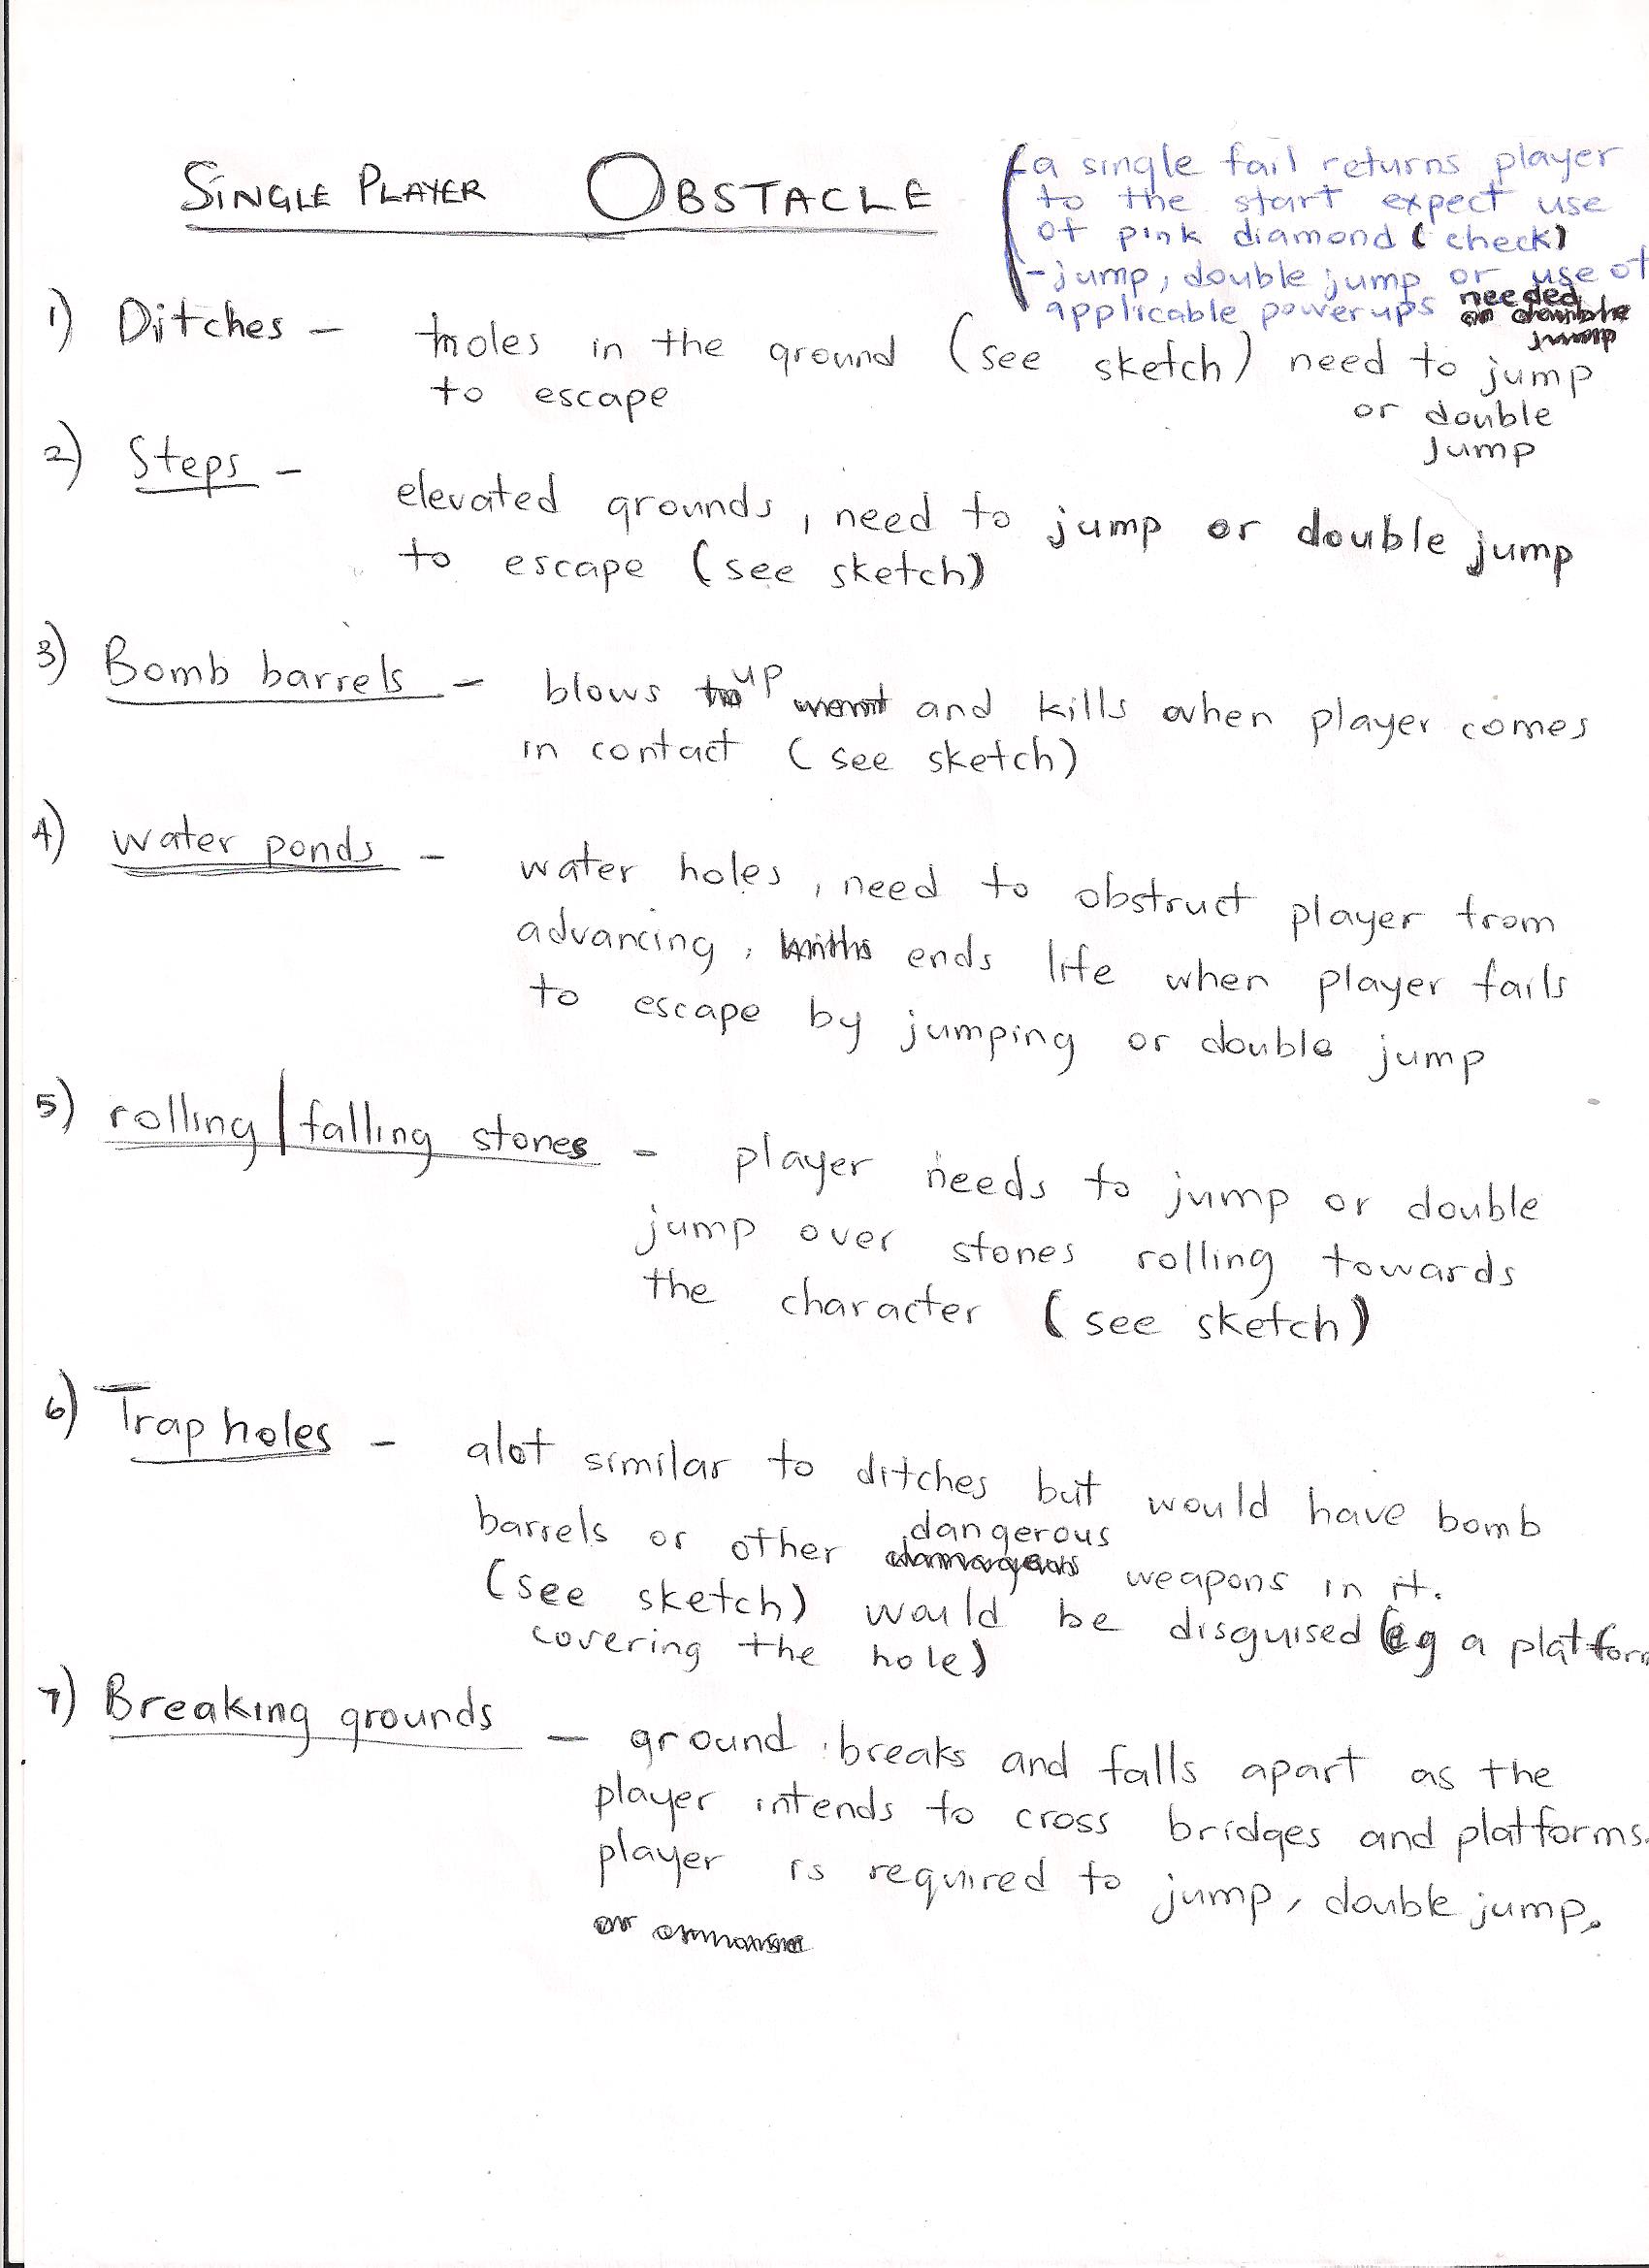 SINGLE PLAYER OBSTACLE
-a single fail returns player
to the start expect use
of pink diamond (check)
-jump, double jump or use of
applicable powerups needed
1) Ditches - holes in the ground (see sketch) need to jump
to escape or double
jump
2) Steps -
elevated grounds, need to jump or double jump
to escape (see sketch)
3) Bomb barrels - blows up and kills when player comes
in contact (see sketch)
4) water ponds - water holes, need to obstruct player from
advancing, ends life when player fails
to escape by jumping or double jump
5) rolling/falling stones - player needs to jump or double
jump over stones rolling towards
the character (see sketch)
6) Trap holes - alot similar to ditches but would have bomb
barrels or other dangerous weapons in it.
(see sketch) would be disguised (eg a platform
covering the hole)
7) Breaking grounds - ground breaks and falls apart as the
player intends to cross bridges and platforms.
player is required to jump, double jump.